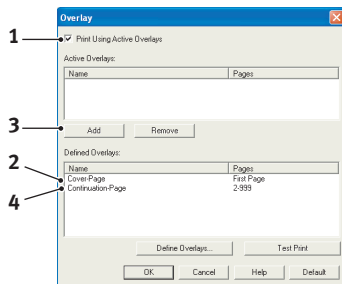 Overlay
1
Print Using Active Overlays
Active Overlays:
Name Pages
3
Add Remove
Defined Overlays:
2
Name Pages
Cover-Page First Page
4
Continuation-Page 2-999
Define Overlays... Test Print
OK Cancel Help Default